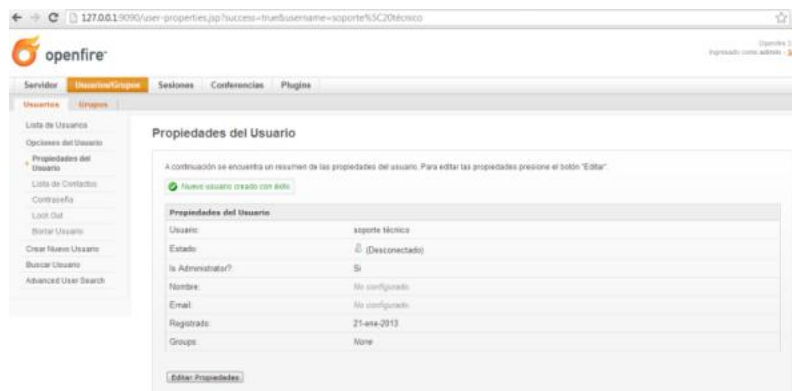 127.0.0.1:9090/user-properties.jsp?success=true&username=soporte%5C20técnico
openfire
Ingresado como admin -
Servidor Usuarios/Grupos Sesiones Conferencias Plugins
Usuarios Grupos
Lista de Usuarios
Opciones del Usuario
Propiedades del Usuario
Lista de Contactos
Contraseña
Lock Out
Borrar Usuario
Crear Nuevo Usuario
Buscar Usuario
Advanced User Search
Propiedades del Usuario
A continuación se encuentra un resumen de las propiedades del usuario. Para editar las propiedades presione el botón "Editar".
Nuevo usuario creado con éxito.
Propiedades del Usuario
Usuario: soporte técnico
Estado: (Desconectado)
Is Administrator?: Si
Nombre: No configurado
Email: No configurado
Registrado: 21-ene-2013
Groups: None
Editar Propiedades